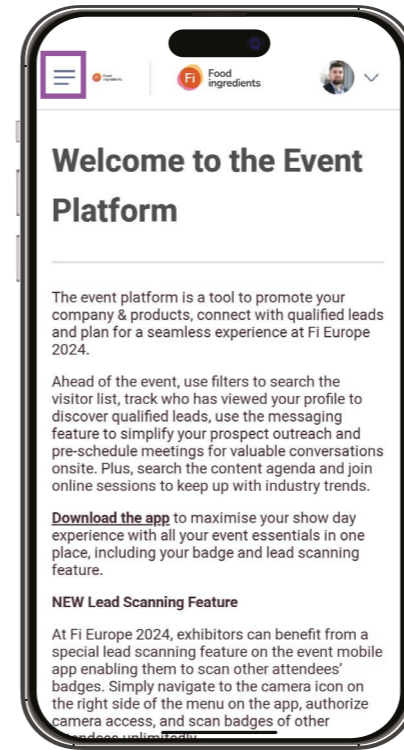 Fi Food
ingredients
Welcome to the Event
Platform
The event platform is a tool to promote your
company & products, connect with qualified leads
and plan for a seamless experience at Fi Europe
2024.
Ahead of the event, use filters to search the
visitor list, track who has viewed your profile to
discover qualified leads, use the messaging
feature to simplify your prospect outreach and
pre-schedule meetings for valuable conversations
onsite. Plus, search the content agenda and join
online sessions to keep up with industry trends.
Download the app to maximise your show day
experience with all your event essentials in one
place, including your badge and lead scanning
feature.
NEW Lead Scanning Feature
At Fi Europe 2024, exhibitors can benefit from a
special lead scanning feature on the event mobile
app enabling them to scan other attendees’
badges. Simply navigate to the camera icon on
the right side of the menu on the app, authorize
camera access, and scan badges of other
attendees unlimitedly